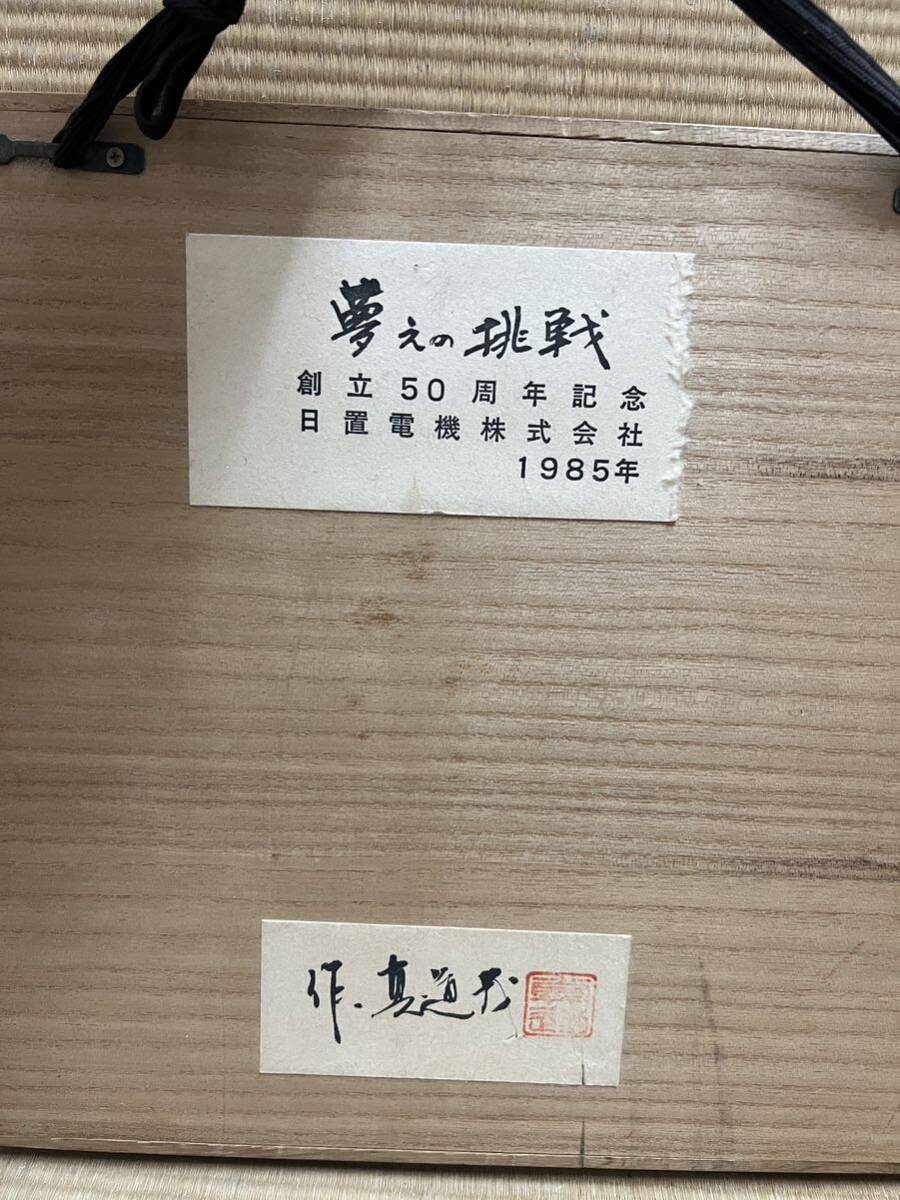 夢えの挑戦
創立50周年記念
日置電機株式会社
1985年
作.真道